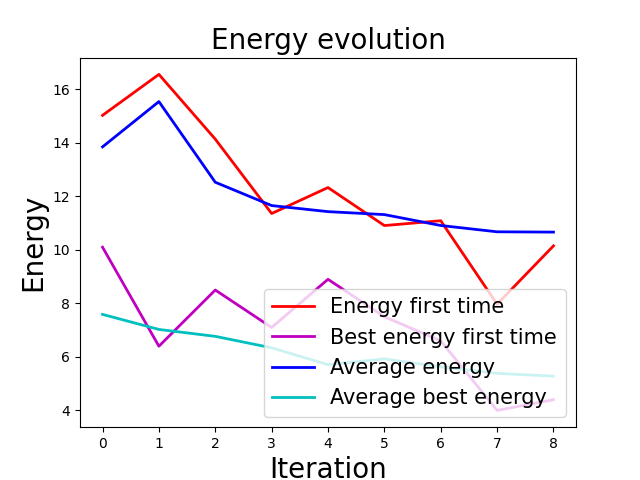 Energy evolution
Energy
16
14
12
10
8
6
4
Energy first time
Best energy first time
Average energy
Average best energy
0 1 2 3 4 5 6 7 8
Iteration